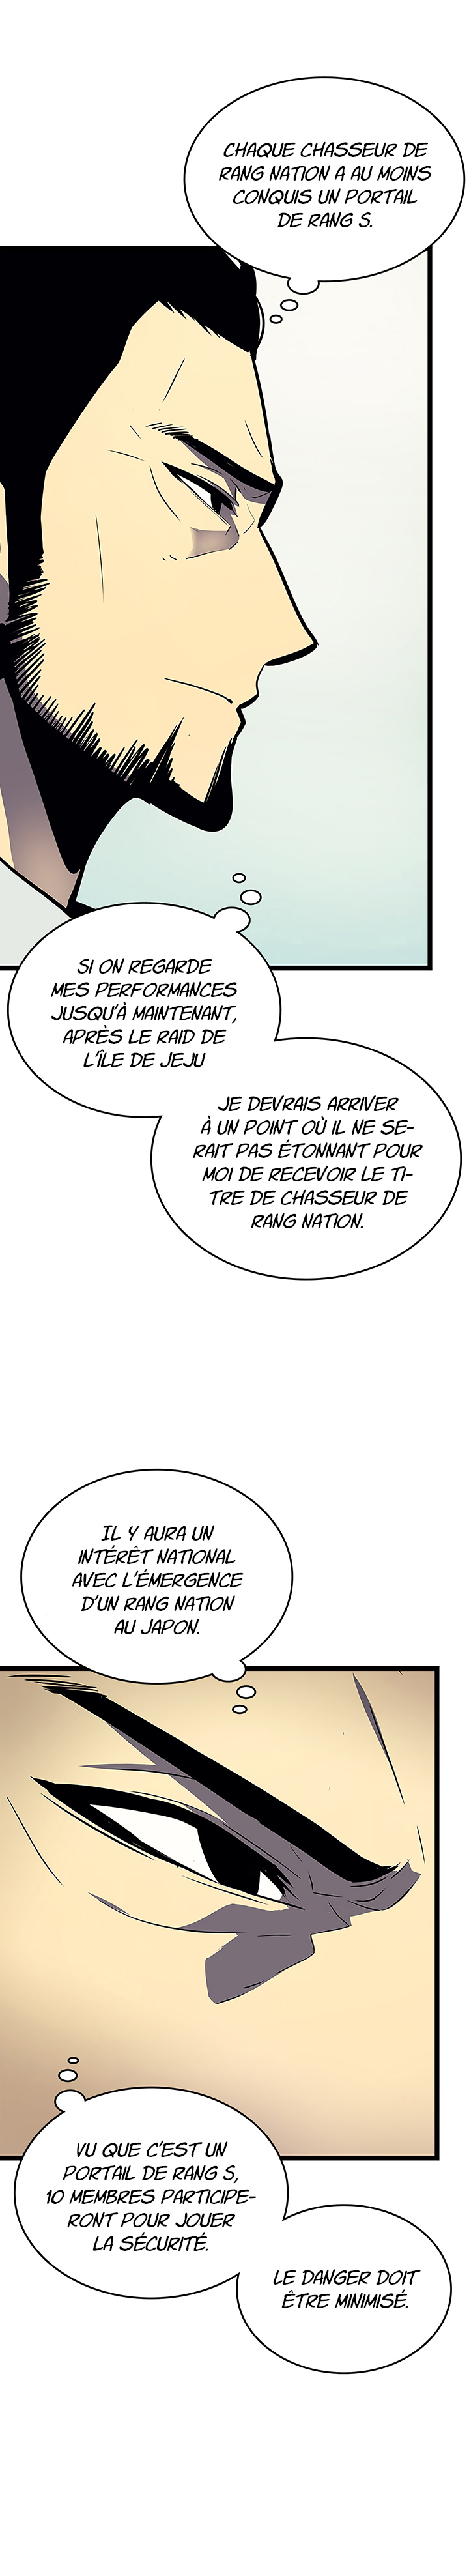 CHAQUE CHASSEUR DE
RANG NATION A AU MOINS
CONQUIS UN PORTAIL
DE RANG S.
SI ON REGARDE
MES PERFORMANCES
JUSQU'À MAINTENANT,
APRÈS LE RAID DE
L'ÎLE DE JEJU
JE DEVRAIS ARRIVER
À UN POINT OÙ IL NE SE-
RAIT PAS ÉTONNANT POUR
MOI DE RECEVOIR LE TI-
TRE DE CHASSEUR DE
RANG NATION.
IL Y AURA UN
INTÉRÊT NATIONAL
AVEC L'ÉMERGENCE
D'UN RANG NATION
AU JAPON.
VU QUE C'EST UN
PORTAIL DE RANG S,
10 MEMBRES PARTICIPE-
RONT POUR JOUER
LA SÉCURITÉ.
LE DANGER DOIT
ÊTRE MINIMISÉ.